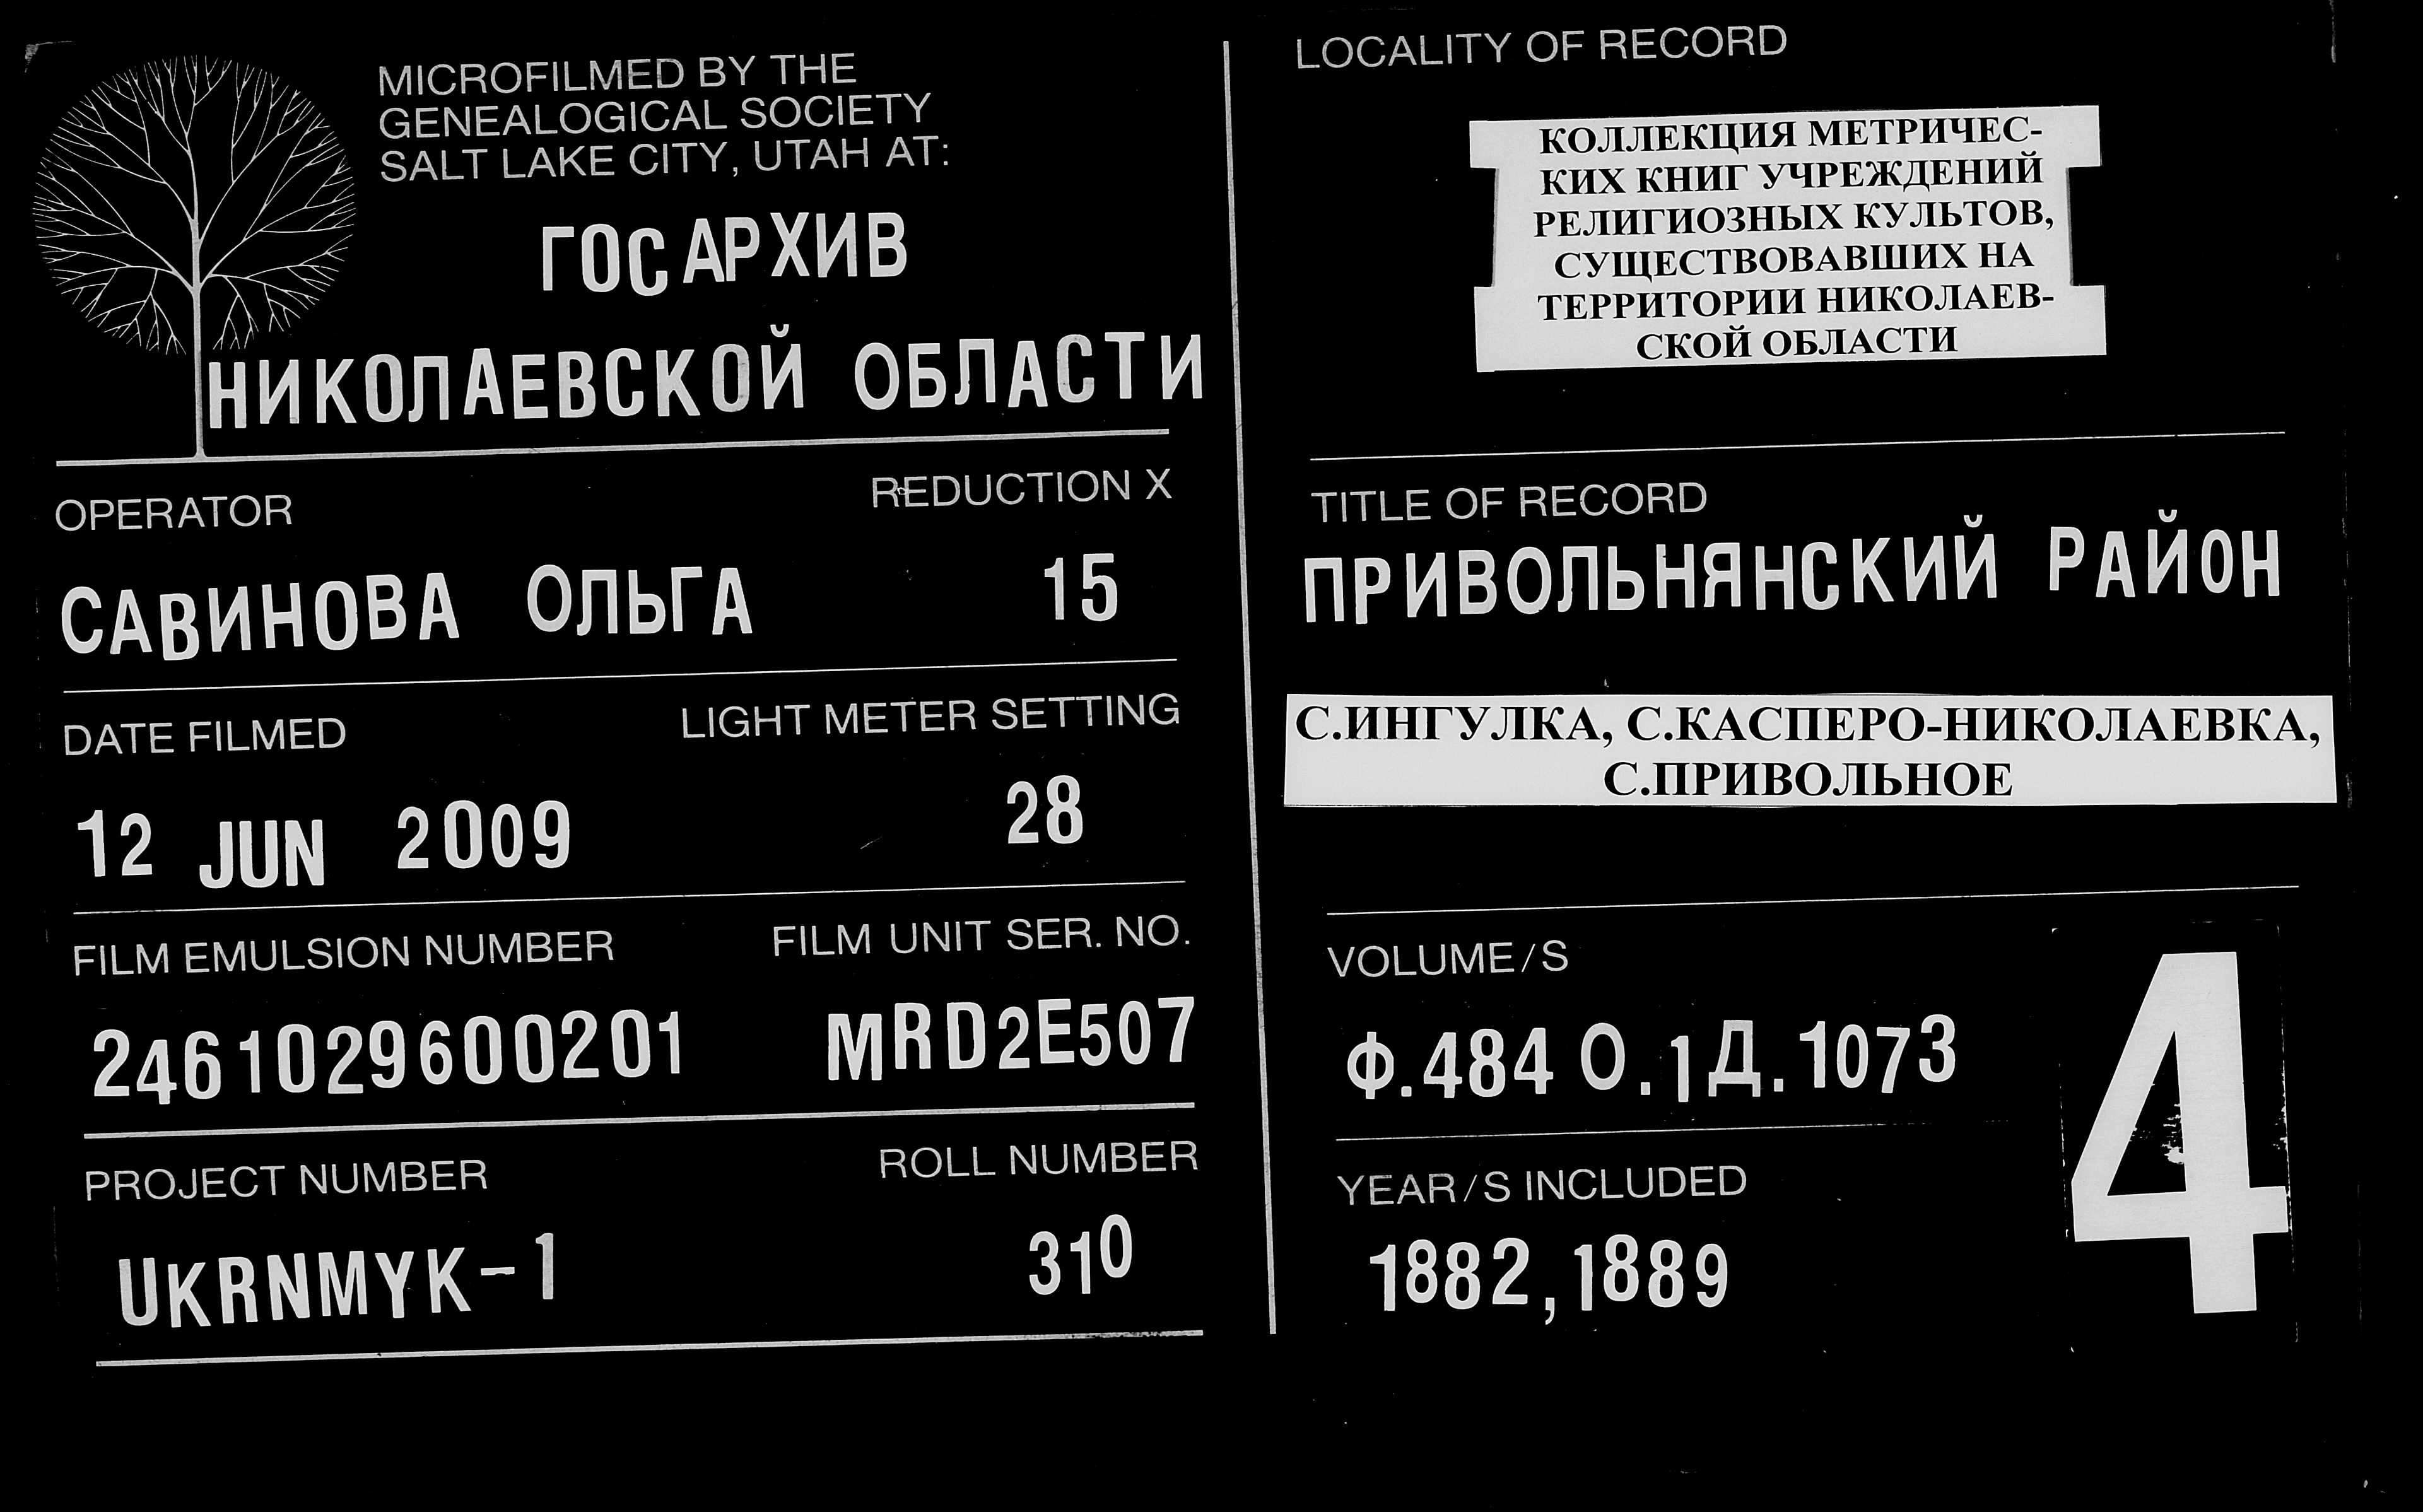 MICROFILMED BY THE
GENEALOGICAL SOCIETY
SALT LAKE CITY, UTAH AT:
ГОСАРХИВ
НИКОЛАЕВСКОЙ ОБЛАСТИ
OPERATOR
REDUCTION X
САВИНОВА ОЛЬГА
15
DATE FILMED
LIGHT METER SETTING
12 JUN 2009
28
FILM EMULSION NUMBER
FILM UNIT SER. NO.
2461029600201
MRD2E507
PROJECT NUMBER
ROLL NUMBER
UKRNMYK-1
310
LOCALITY OF RECORD
КОЛЛЕКЦИЯ МЕТРИЧЕС-
КИХ КНИГ УЧРЕЖДЕНИЙ
РЕЛИГИОЗНЫХ КУЛЬТОВ,
СУЩЕСТВОВАВШИХ НА
ТЕРРИТОРИИ НИКОЛАЕВ-
СКОЙ ОБЛАСТИ
TITLE OF RECORD
ПРИВОЛЬНЯНСКИЙ РАЙОН
С.ИНГУЛКА, С.КАСПЕРО-НИКОЛАЕВКА,
С.ПРИВОЛЬНОЕ
VOLUME/S
Ф.484 О.1Д.1073
YEAR/S INCLUDED
1882,1889
4